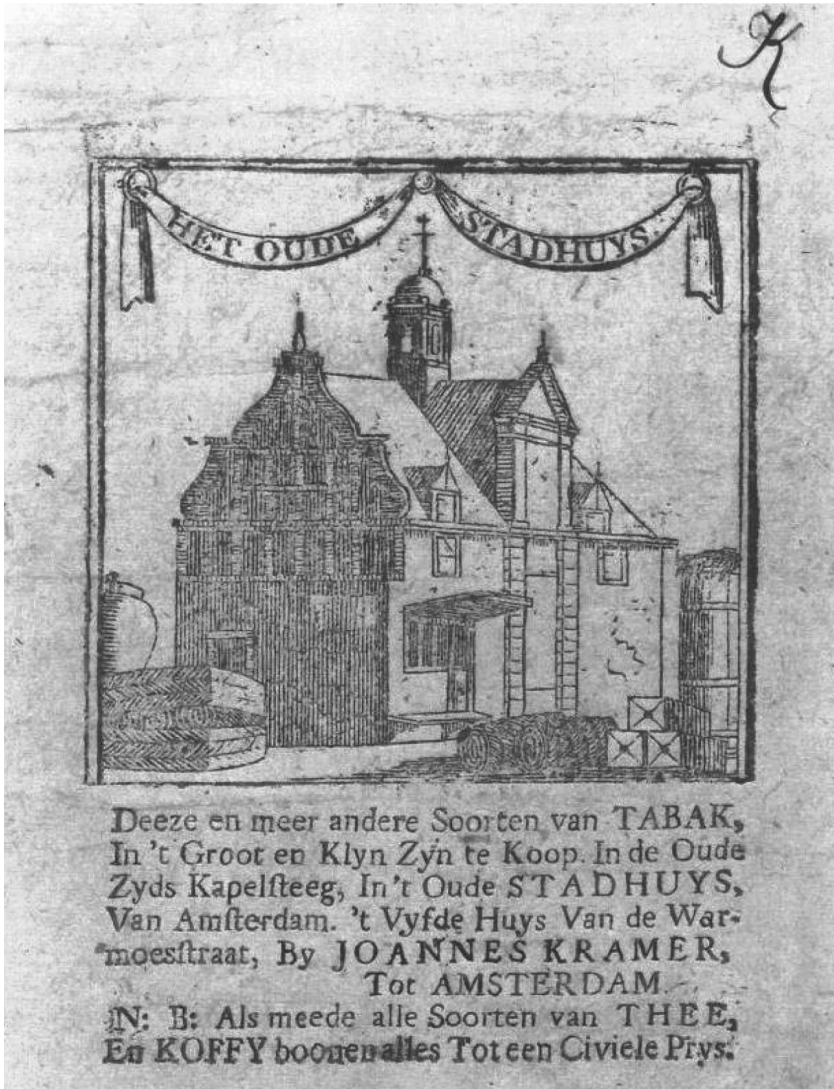 K
HET OUDE STADHUYS.
Deeze en meer andere Soorten van TABAK,
In 't Groot en Klyn Zyn te Koop. In de Oude
Zyds Kapelſteeg, In 't Oude STADHUYS,
Van Amſterdam. 't Vyfde Huys Van de War-
moesſtraat, By JOANNES KRAMER,
Tot AMSTERDAM.
N: B: Als meede alle Soorten van THEE,
En KOFFY boonen alles Tot een Civiele Prys.